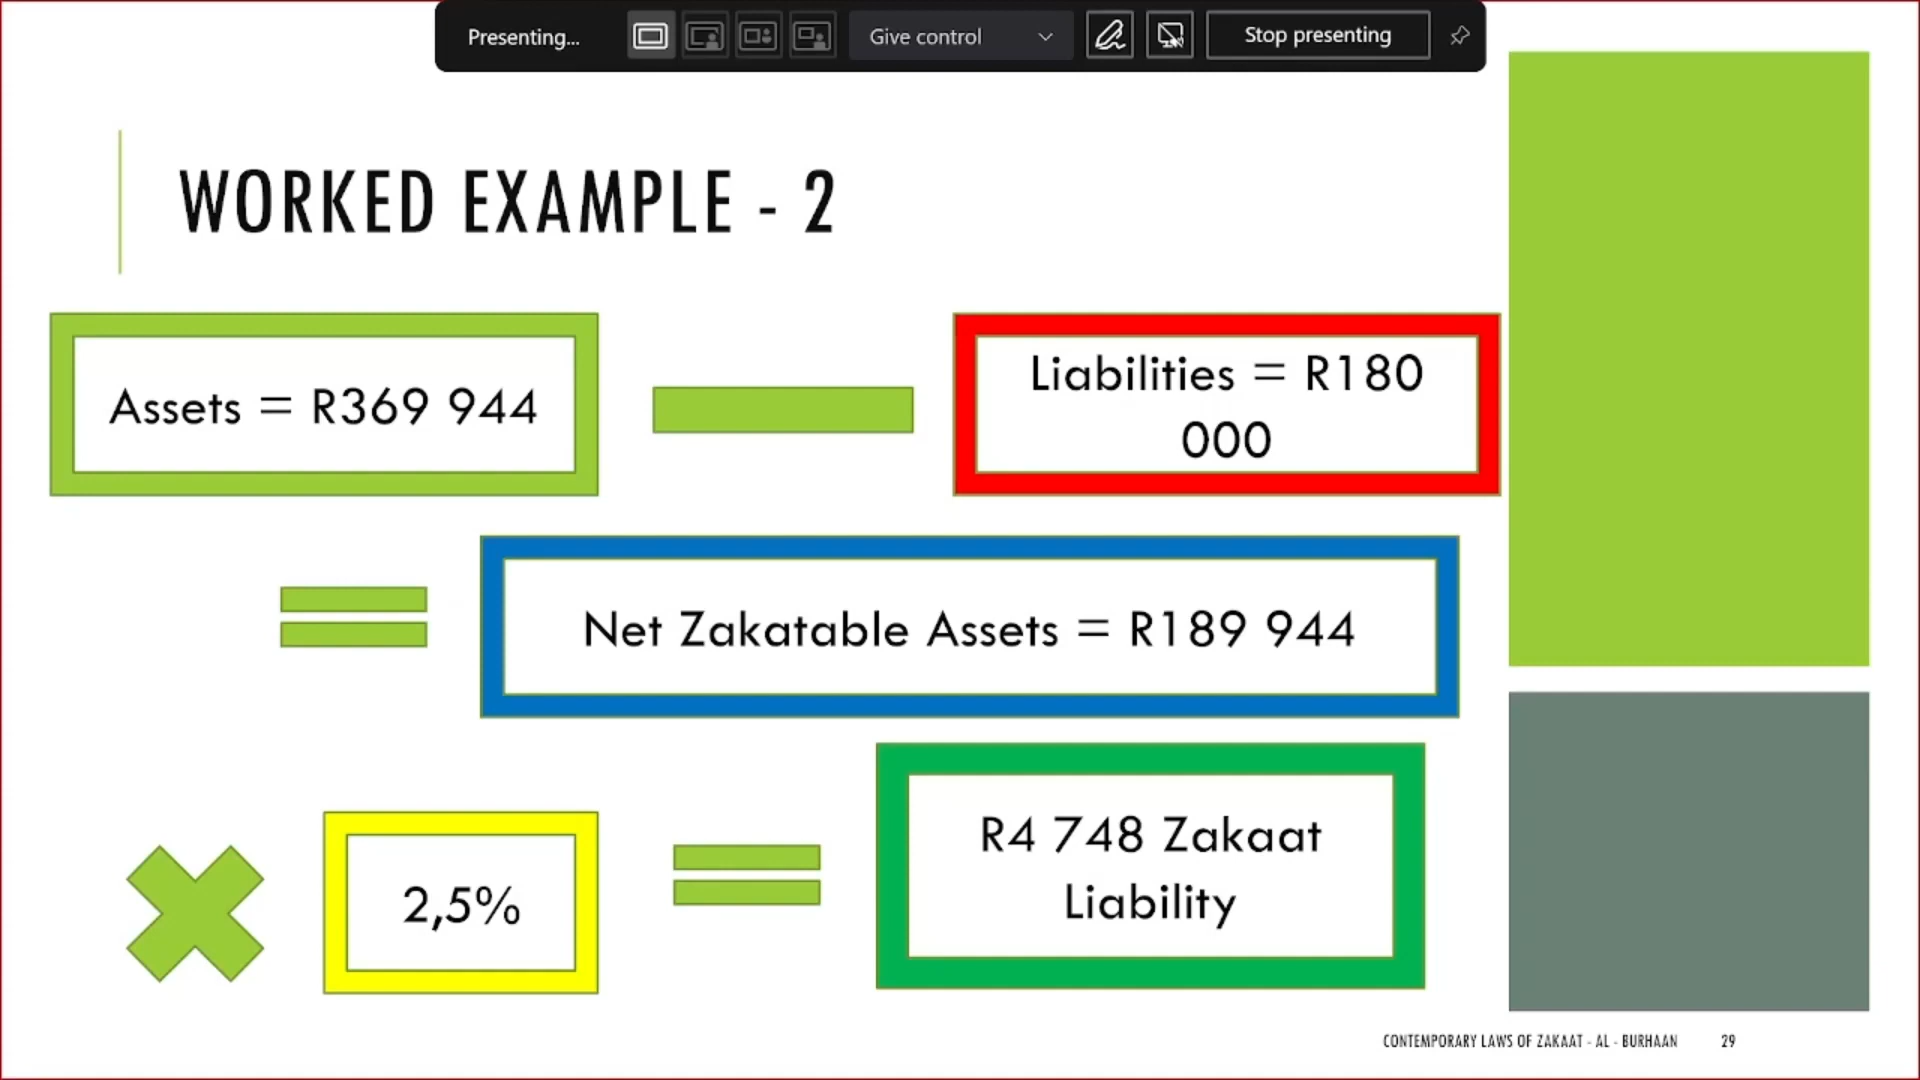 Presenting...
Give control
Stop presenting
WORKED EXAMPLE - 2
Assets = R369 944
Liabilities = R180
000
Net Zakatable Assets = R189 944
2,5%
R4 748 Zakaat
Liability
CONTEMPORARY LAWS OF ZAKAAT - AL - BURHAAN 29